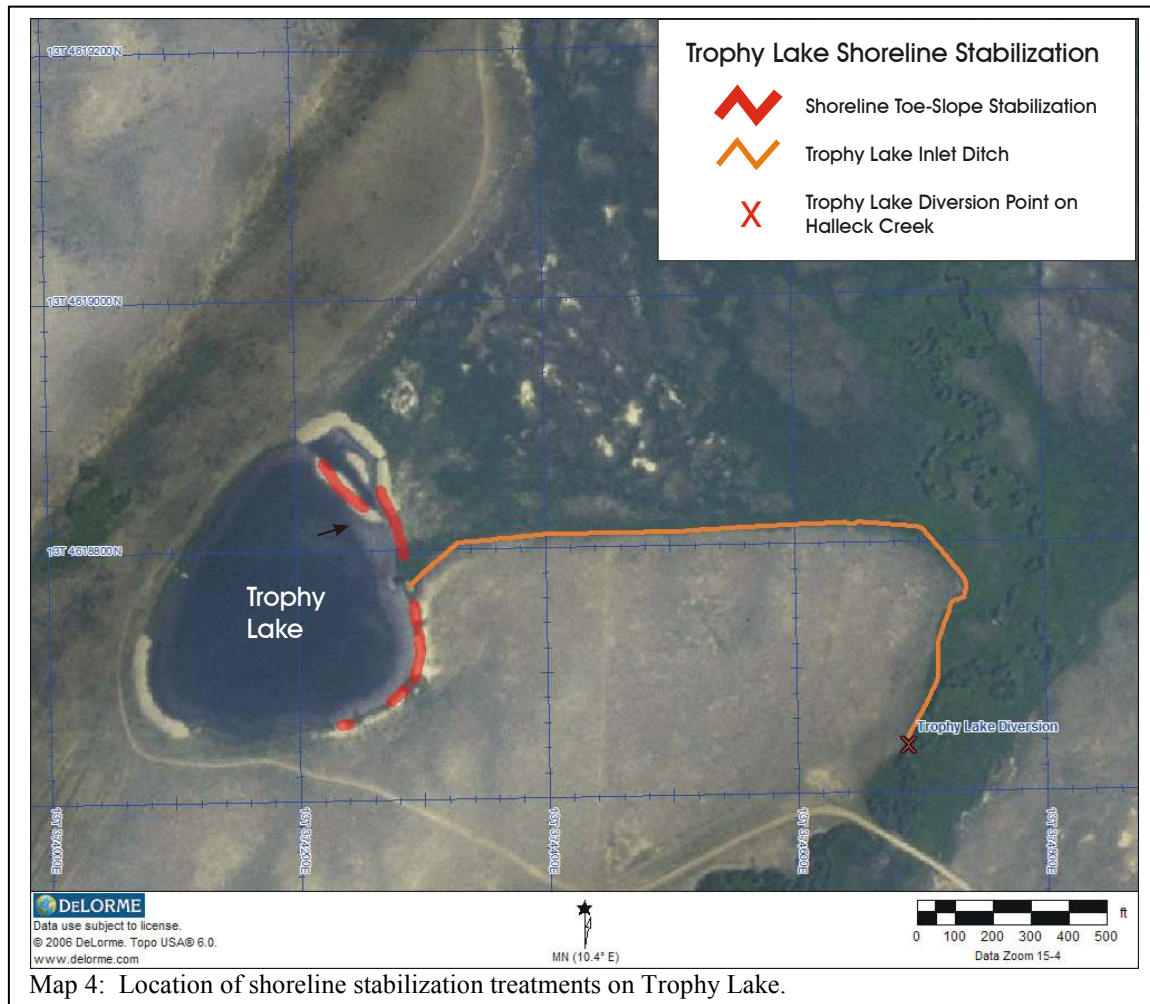 Trophy Lake Shoreline Stabilization
Shoreline Toe-Slope Stabilization
Trophy Lake Inlet Ditch
X Trophy Lake Diversion Point on
Halleck Creek
13T 4619200 N
13T 4619000 N
13T 4618800 N
Trophy
Lake
Trophy Lake Diversion
X
13T 374000E
13T 374200E
13T 374400E
13T 374600E
13T 374800E
DELORME
Data use subject to license.
© 2006 DeLorme. Topo USA® 6.0.
www.delorme.com
MN (10.4° E)
ft
0 100 200 300 400 500
Data Zoom 15-4
Map 4: Location of shoreline stabilization treatments on Trophy Lake.